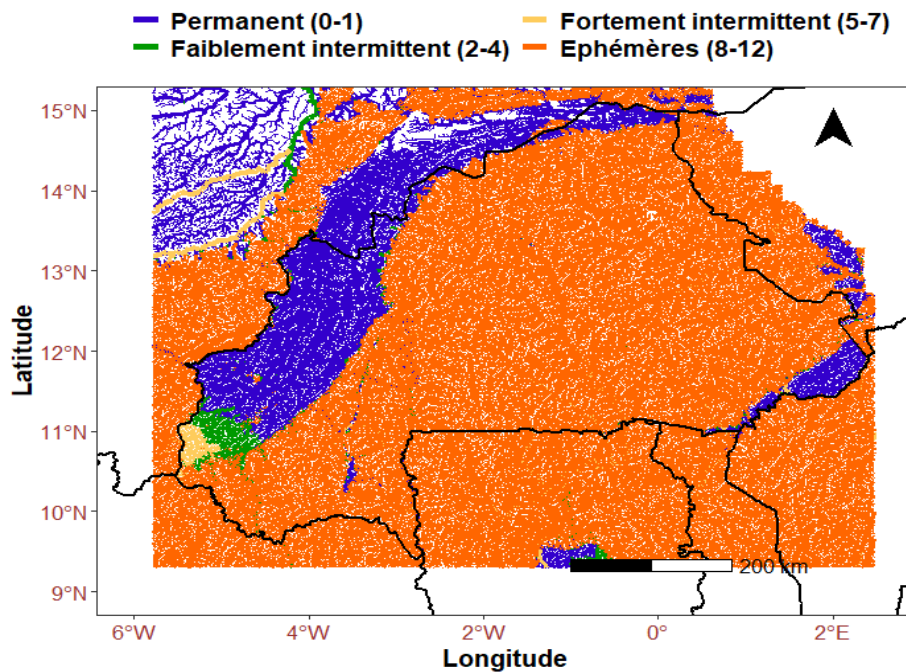 Permanent (0-1) Fortement intermittent (5-7)
Faiblement intermittent (2-4) Ephémères (8-12)
15°N
14°N
13°N
12°N
11°N
10°N
9°N
Latitude
200 km
6°W 4°W 2°W 0° 2°E
Longitude